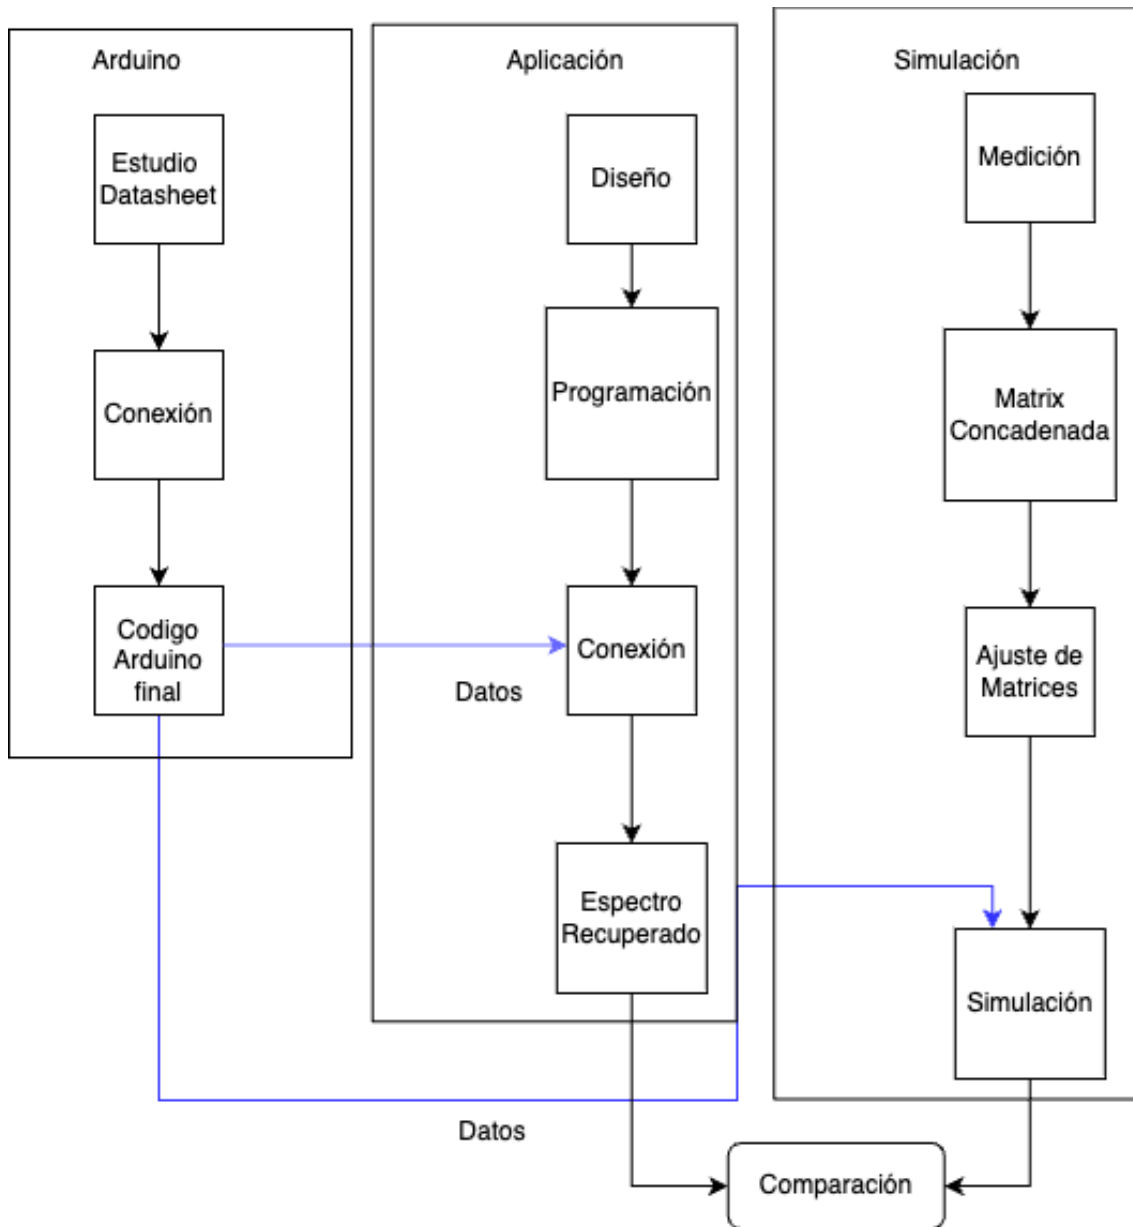 Arduino
Estudio
Datasheet
Conexión
Codigo
Arduino
final
Aplicación
Diseño
Programación
Conexión
Datos
Espectro
Recuperado
Simulación
Medición
Matrix
Concadenada
Ajuste de
Matrices
Simulación
Datos
Comparación